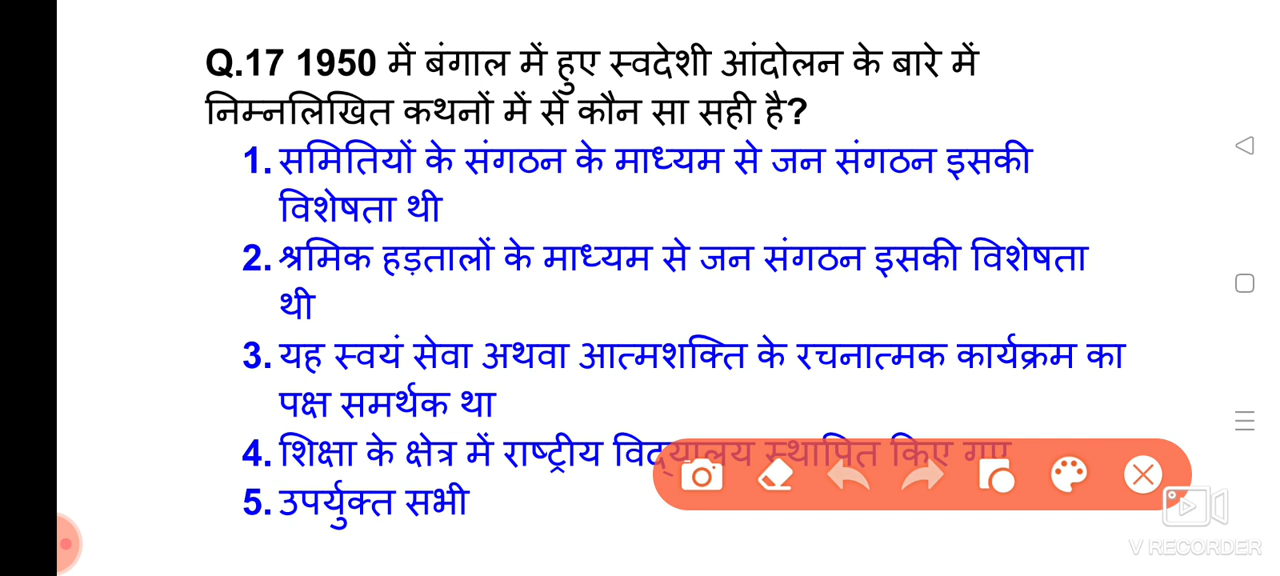 Q.17 1950 में बंगाल में हुए स्वदेशी आंदोलन के बारे में
निम्नलिखित कथनों में से कौन सा सही है?
1. समितियों के संगठन के माध्यम से जन संगठन इसकी
विशेषता थी
2. श्रमिक हड़तालों के माध्यम से जन संगठन इसकी विशेषता
थी
3. यह स्वयं सेवा अथवा आत्मशक्ति के रचनात्मक कार्यक्रम का
पक्ष समर्थक था
4. शिक्षा के क्षेत्र में राष्ट्रीय विद्यालय स्थापित किए गए
5. उपर्युक्त सभी
V RECORDER